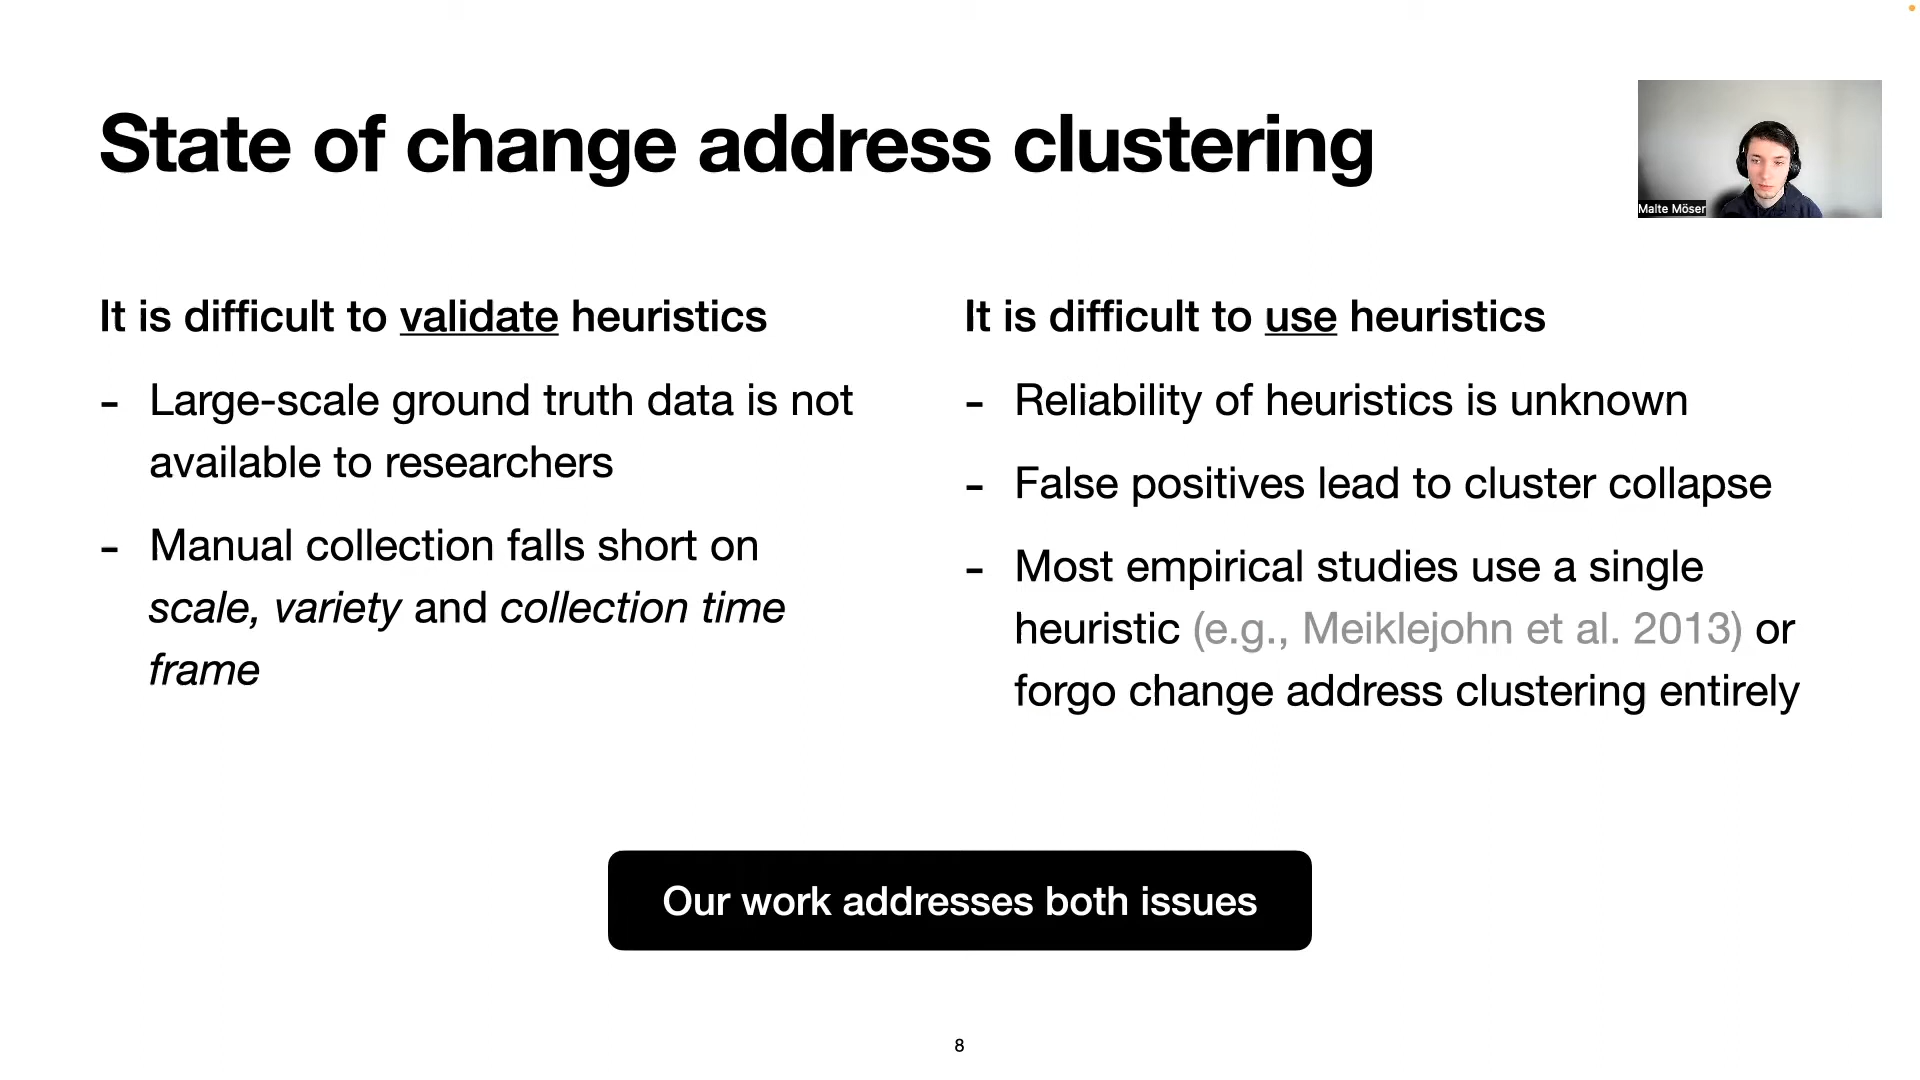 State of change address clustering
Malte Möser
It is difficult to validate heuristics
- Large-scale ground truth data is not
available to researchers
- Manual collection falls short on
scale, variety and collection time
frame
It is difficult to use heuristics
- Reliability of heuristics is unknown
- False positives lead to cluster collapse
- Most empirical studies use a single
heuristic (e.g., Meiklejohn et al. 2013) or
forgo change address clustering entirely
Our work addresses both issues
8